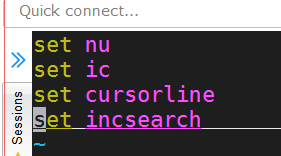 Quick connect...
set nu
set ic
set cursorline
set incsearch
~
Sessions